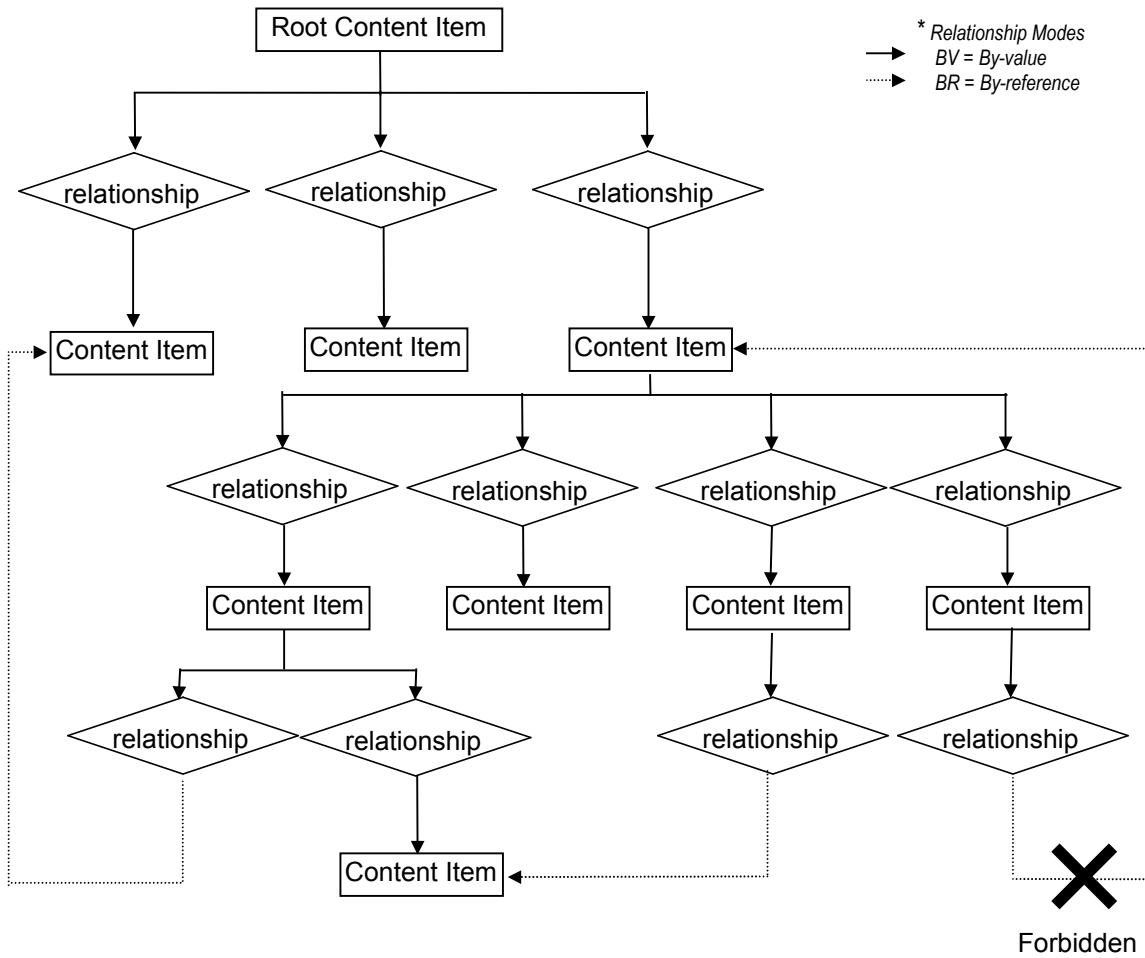 Root Content Item
* Relationship Modes
BV = By-value
BR = By-reference
relationship
relationship
relationship
Content Item
Content Item
Content Item
relationship
relationship
relationship
relationship
Content Item
Content Item
Content Item
Content Item
relationship
relationship
relationship
relationship
Content Item
Forbidden